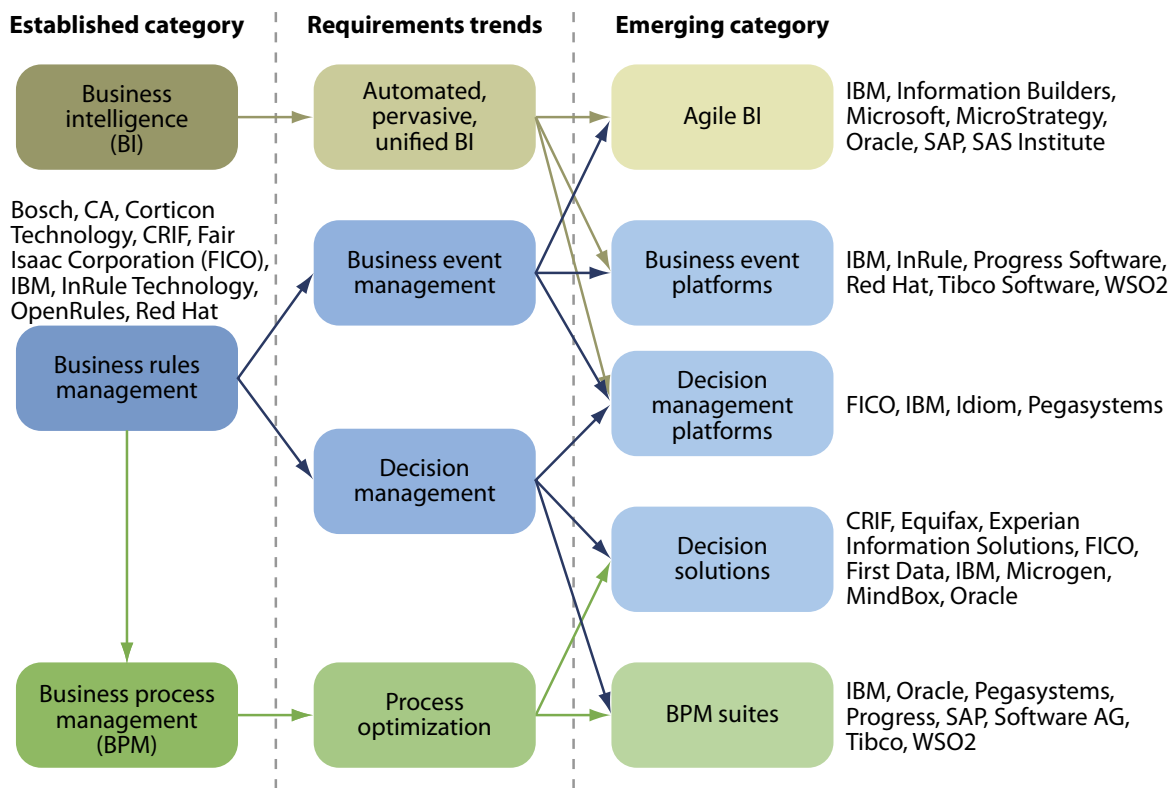 Established category
Requirements trends
Emerging category
Business
intelligence
(BI)
Automated,
pervasive,
unified BI
Agile BI
IBM, Information Builders,
Microsoft, MicroStrategy,
Oracle, SAP, SAS Institute
Bosch, CA, Corticon
Technology, CRIF, Fair
Isaac Corporation (FICO),
IBM, InRule Technology,
OpenRules, Red Hat
Business event
management
Business event
platforms
IBM, InRule, Progress Software,
Red Hat, Tibco Software, WSO2
Business rules
management
Decision
management
platforms
FICO, IBM, Idiom, Pegasystems
Decision
management
Decision
solutions
CRIF, Equifax, Experian
Information Solutions, FICO,
First Data, IBM, Microgen,
MindBox, Oracle
Business process
management
(BPM)
Process
optimization
BPM suites
IBM, Oracle, Pegasystems,
Progress, SAP, Software AG,
Tibco, WSO2